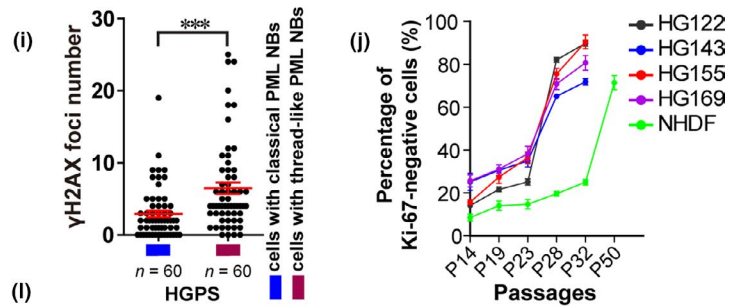 (i)
γH2AX foci number
30
20
10
0
***
n = 60
n = 60
HGPS
cells with classical PML NBs
cells with thread-like PML NBs
(j)
Percentage of
Ki-67-negative cells (%)
100
80
60
40
20
0
P14
P19
P23
P28
P32
P50
Passages
HG122
HG143
HG155
HG169
NHDF
(l)